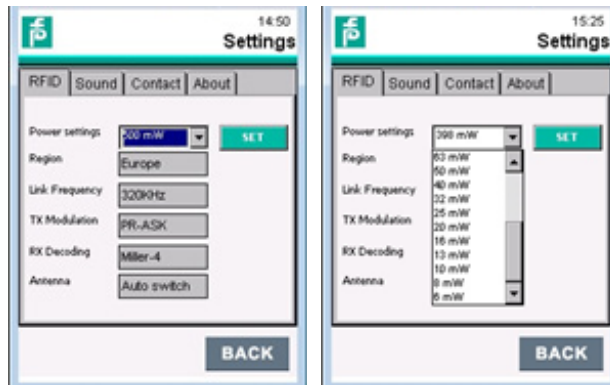 14:50
Settings
RFID Sound Contact About
Power settings 500 mW SET
Region Europe
Link Frequency 320KHz
TX Modulation PR-ASK
RX Decoding Miller-4
Antenna Auto switch
BACK
15:25
Settings
RFID Sound Contact About
Power settings 398 mW SET
Region
Link Frequency
TX Modulation
RX Decoding
Antenna
63 mW
50 mW
40 mW
32 mW
25 mW
20 mW
16 mW
13 mW
10 mW
8 mW
6 mW
BACK